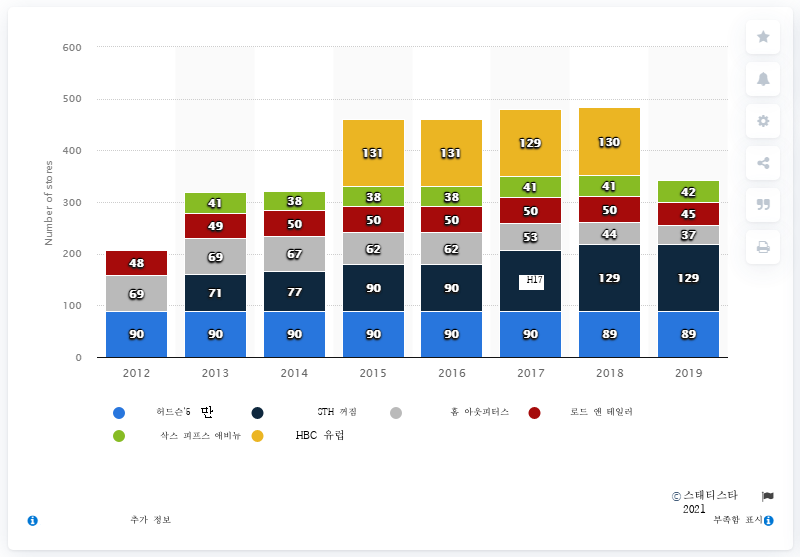 600
500
400
300
200
100
0
Number of stores
131 131 129 130
41 38 38 38 41 41 42
48 49 50 50 50 50 50 45
69 69 67 62 62 53 44 37
71 77 90 90 H17 129 129
90 90 90 90 90 90 89 89
2012 2013 2014 2015 2016 2017 2018 2019
허드슨's 만 STH 꺼짐 홈 아웃피터스 로드 앤 테일러
삭스 피프스 애비뉴 HBC 유럽
© 스태티스타
2021
추가 정보 부족함 표시